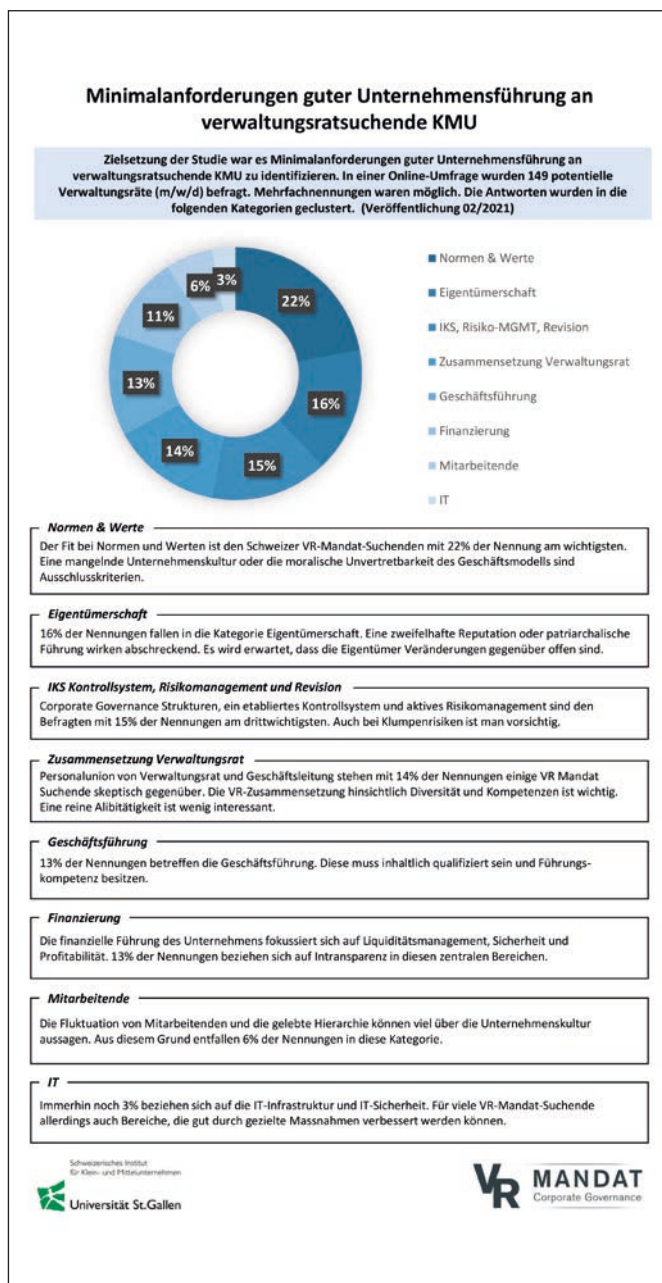 Minimalanforderungen guter Unternehmensführung an
verwaltungsratsuchende KMU
Zielsetzung der Studie war es Minimalanforderungen guter Unternehmensführung an
verwaltungsratsuchende KMU zu identifizieren. In einer Online-Umfrage wurden 149 potentielle
Verwaltungsräte (m/w/d) befragt. Mehrfachnennungen waren möglich. Die Antworten wurden in die
folgenden Kategorien geclustert. (Veröffentlichung 02/2021)
22%
16%
15%
14%
13%
11%
6%
3%
Normen & Werte
Eigentümerschaft
IKS, Risiko-MGMT, Revision
Zusammensetzung Verwaltungsrat
Geschäftsführung
Finanzierung
Mitarbeitende
IT
Normen & Werte
Der Fit bei Normen und Werten ist den Schweizer VR-Mandat-Suchenden mit 22% der Nennung am wichtigsten.
Eine mangelnde Unternehmenskultur oder die moralische Unvertretbarkeit des Geschäftsmodells sind
Ausschlusskriterien.
Eigentümerschaft
16% der Nennungen fallen in die Kategorie Eigentümerschaft. Eine zweifelhafte Reputation oder patriarchalische
Führung wirken abschreckend. Es wird erwartet, dass die Eigentümer Veränderungen gegenüber offen sind.
IKS Kontrollsystem, Risikomanagement und Revision
Corporate Governance Strukturen, ein etabliertes Kontrollsystem und aktives Risikomanagement sind den
Befragten mit 15% der Nennungen am drittwichtigsten. Auch bei Klumpenrisiken ist man vorsichtig.
Zusammensetzung Verwaltungsrat
Personalunion von Verwaltungsrat und Geschäftsleitung stehen mit 14% der Nennungen einige VR Mandat
Suchende skeptisch gegenüber. Die VR-Zusammensetzung hinsichtlich Diversität und Kompetenzen ist wichtig.
Eine reine Alibitätigkeit ist wenig interessant.
Geschäftsführung
13% der Nennungen betreffen die Geschäftsführung. Diese muss inhaltlich qualifiziert sein und Führungs-
kompetenz besitzen.
Finanzierung
Die finanzielle Führung des Unternehmens fokussiert sich auf Liquiditätsmanagement, Sicherheit und
Profitabilität. 13% der Nennungen beziehen sich auf Intransparenz in diesen zentralen Bereichen.
Mitarbeitende
Die Fluktuation von Mitarbeitenden und die gelebte Hierarchie können viel über die Unternehmenskultur
aussagen. Aus diesem Grund entfallen 6% der Nennungen in diese Kategorie.
IT
Immerhin noch 3% beziehen sich auf die IT-Infrastruktur und IT-Sicherheit. Für viele VR-Mandat-Suchende
allerdings auch Bereiche, die gut durch gezielte Massnahmen verbessert werden können.
Schweizerisches Institut
für Klein- und Mittelunternehmen
Universität St.Gallen
VR MANDAT
Corporate Governance